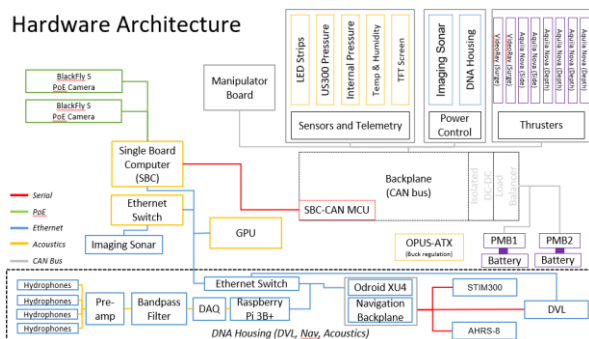 Hardware Architecture
BlackFly S
PoE Camera
BlackFly S
PoE Camera
Manipulator
Board
LED Strips
US300 Pressure
Internal Pressure
Temp & Humidity
TFT Screen
Sensors and Telemetry
Imaging Sonar
DNA Housing
Power
Control
VideoRay (Surge)
VideoRay (Surge)
Aquila Nova (Side)
Aquila Nova (Side)
Aquila Nova (Depth)
Aquila Nova (Depth)
Aquila Nova (Depth)
Aquila Nova (Depth)
Thrusters
Single Board
Computer
(SBC)
Ethernet
Switch
Imaging Sonar
GPU
Backplane
(CAN bus)
SBC-CAN MCU
Isolated
DC-DC
Load
Balancer
Serial
PoE
Ethernet
Acoustics
CAN Bus
OPUS-ATX
(Buck regulation)
PMB1
Battery
PMB2
Battery
Hydrophones
Hydrophones
Hydrophones
Hydrophones
Pre-
amp
Bandpass
Filter
DAQ
Raspberry
Pi 3B+
Ethernet Switch
Odroid XU4
Navigation
Backplane
STIM300
AHRS-8
DVL
DNA Housing (DVL, Nav, Acoustics)